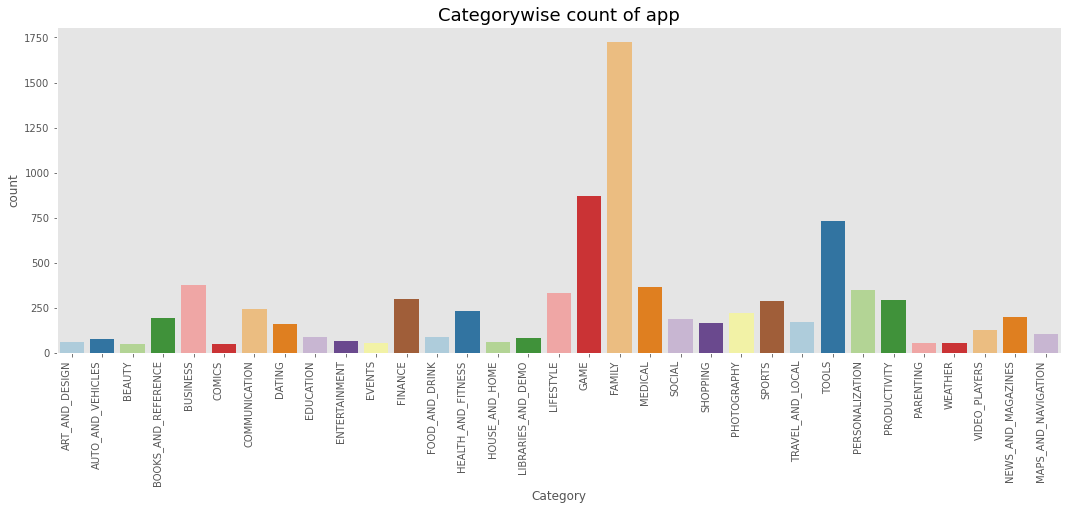 Categorywise count of app
count
1750
1500
1250
1000
750
500
250
0
ART_AND_DESIGN
AUTO_AND_VEHICLES
BEAUTY
BOOKS_AND_REFERENCE
BUSINESS
COMICS
COMMUNICATION
DATING
EDUCATION
ENTERTAINMENT
EVENTS
FINANCE
FOOD_AND_DRINK
HEALTH_AND_FITNESS
HOUSE_AND_HOME
LIBRARIES_AND_DEMO
LIFESTYLE
GAME
FAMILY
MEDICAL
SOCIAL
SHOPPING
PHOTOGRAPHY
SPORTS
TRAVEL_AND_LOCAL
TOOLS
PERSONALIZATION
PRODUCTIVITY
PARENTING
WEATHER
VIDEO_PLAYERS
NEWS_AND_MAGAZINES
MAPS_AND_NAVIGATION
Category